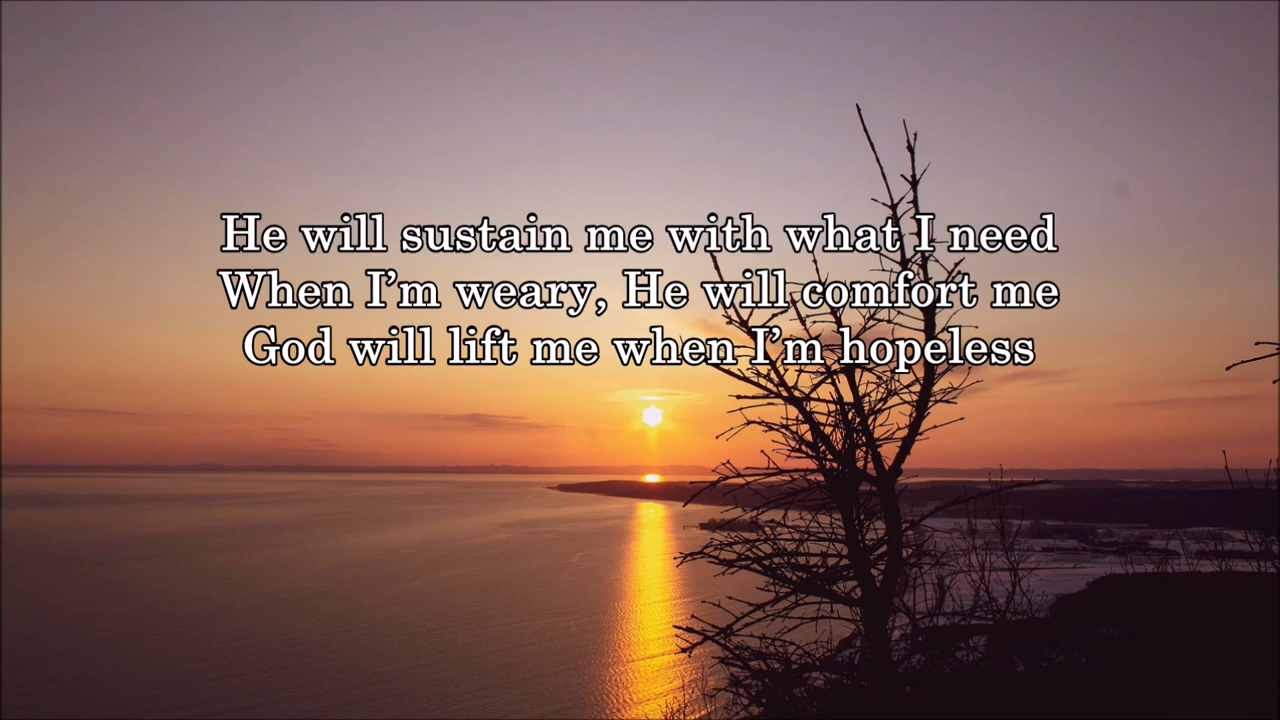 He will sustain me with what I need
When I’m weary, He will comfort me
God will lift me when I’m hopeless